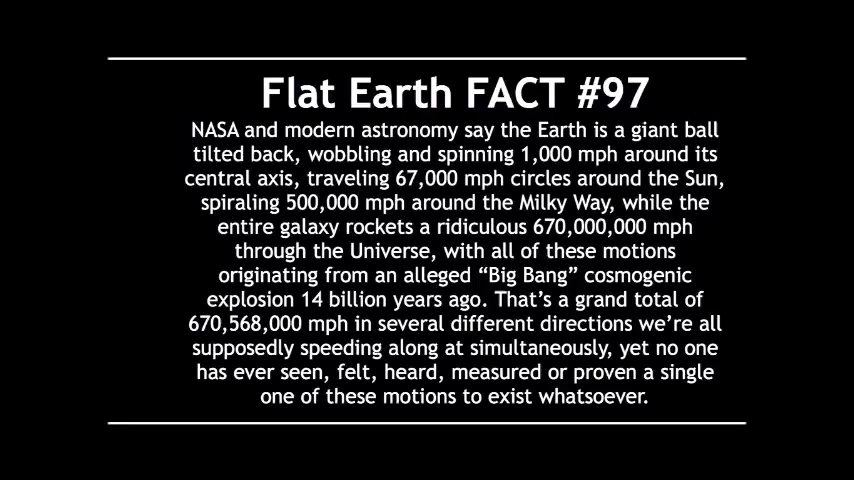 Flat Earth FACT #97
NASA and modern astronomy say the Earth is a giant ball
tilted back, wobbling and spinning 1,000 mph around its
central axis, traveling 67,000 mph circles around the Sun,
spiraling 500,000 mph around the Milky Way, while the
entire galaxy rockets a ridiculous 670,000,000 mph
through the Universe, with all of these motions
originating from an alleged “Big Bang” cosmogenic
explosion 14 billion years ago. That’s a grand total of
670,568,000 mph in several different directions we’re all
supposedly speeding along at simultaneously, yet no one
has ever seen, felt, heard, measured or proven a single
one of these motions to exist whatsoever.